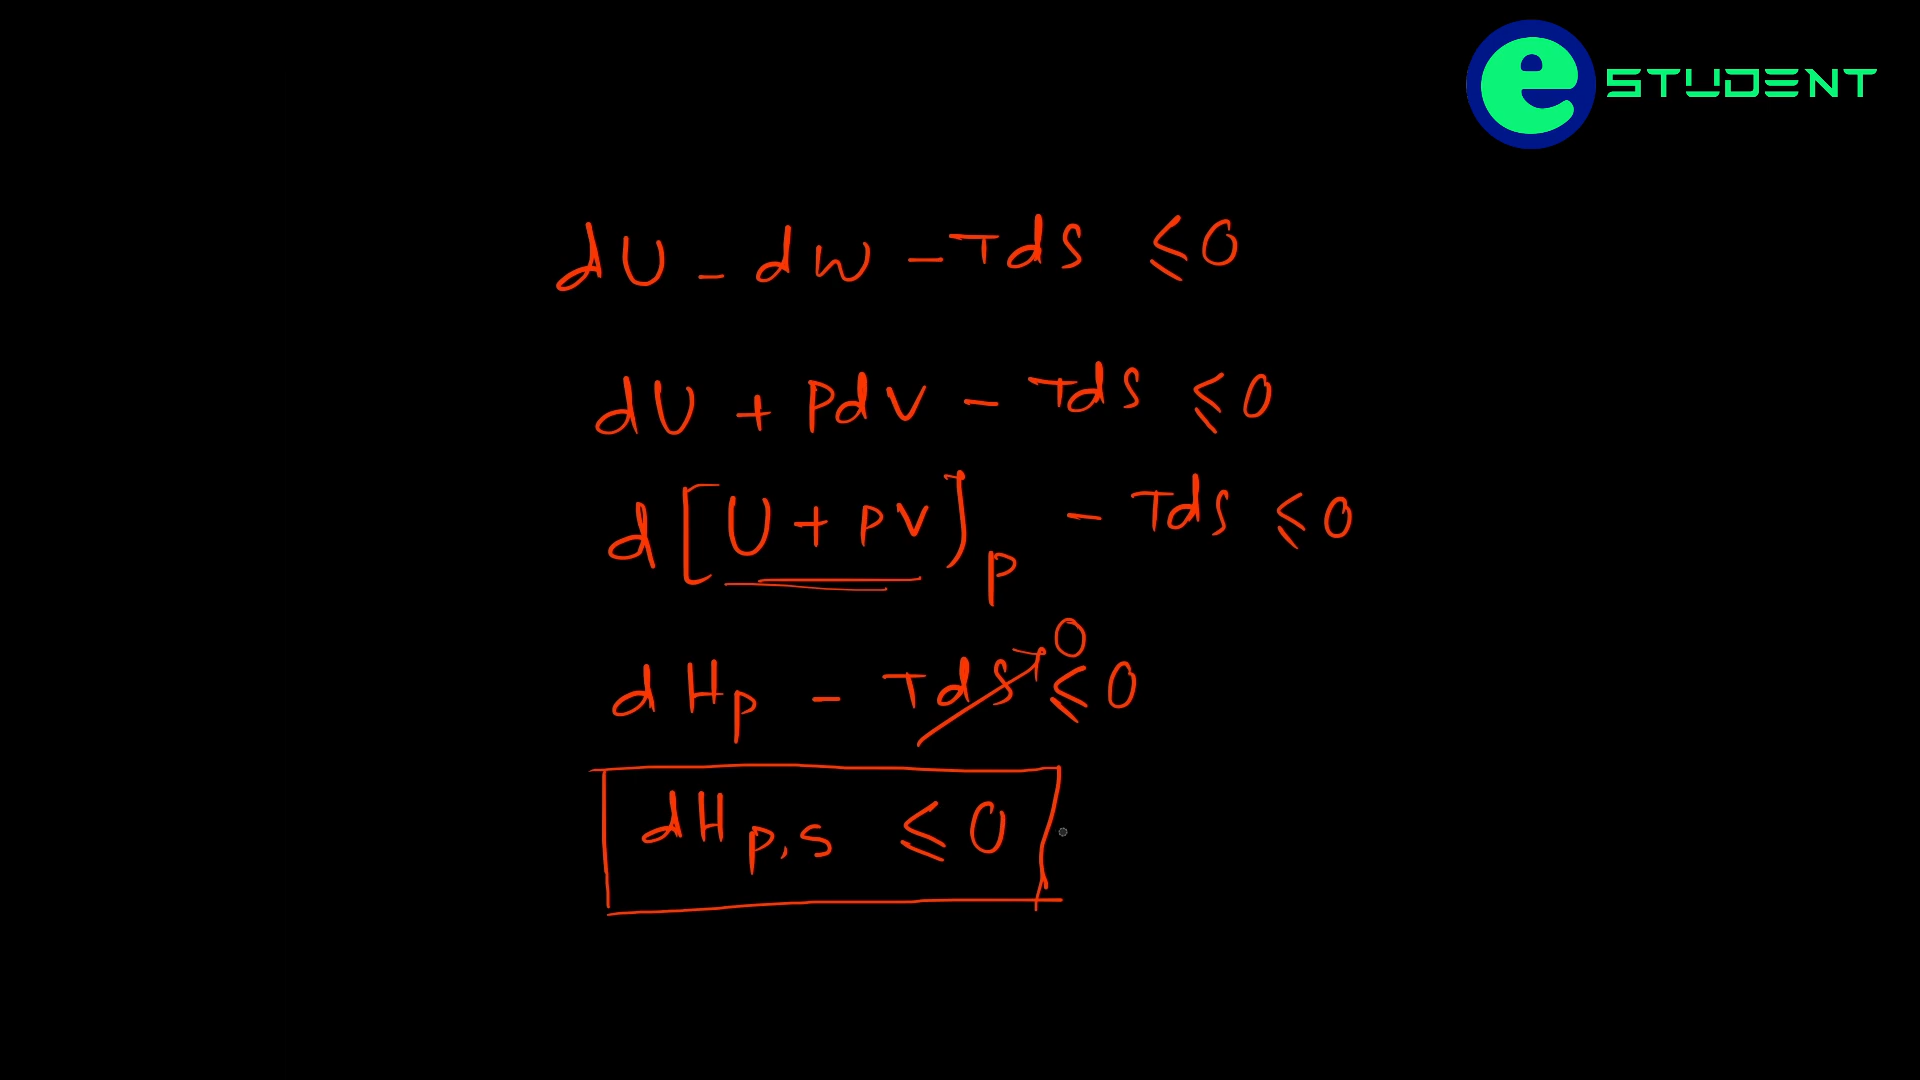 e STUDENT
dU - dw - Tds ≤ 0
dU + Pdv - Tds ≤ 0
d[U + pv]p - Tds ≤ 0
dHp - Tds→0 ≤ 0
dHp,s ≤ 0